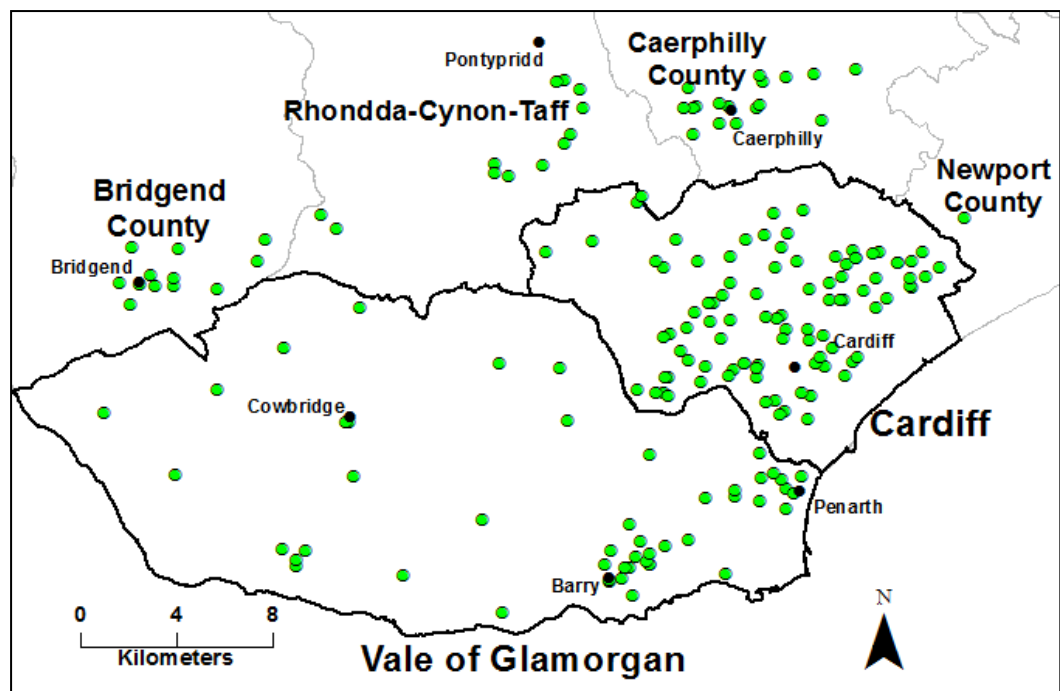 Pontypridd
Caerphilly
County
Rhondda-Cynon-Taff
Caerphilly
Newport
County
Bridgend
County
Bridgend
Cardiff
Cowbridge
Cardiff
Penarth
Barry
0 4 8
Kilometers
Vale of Glamorgan
N